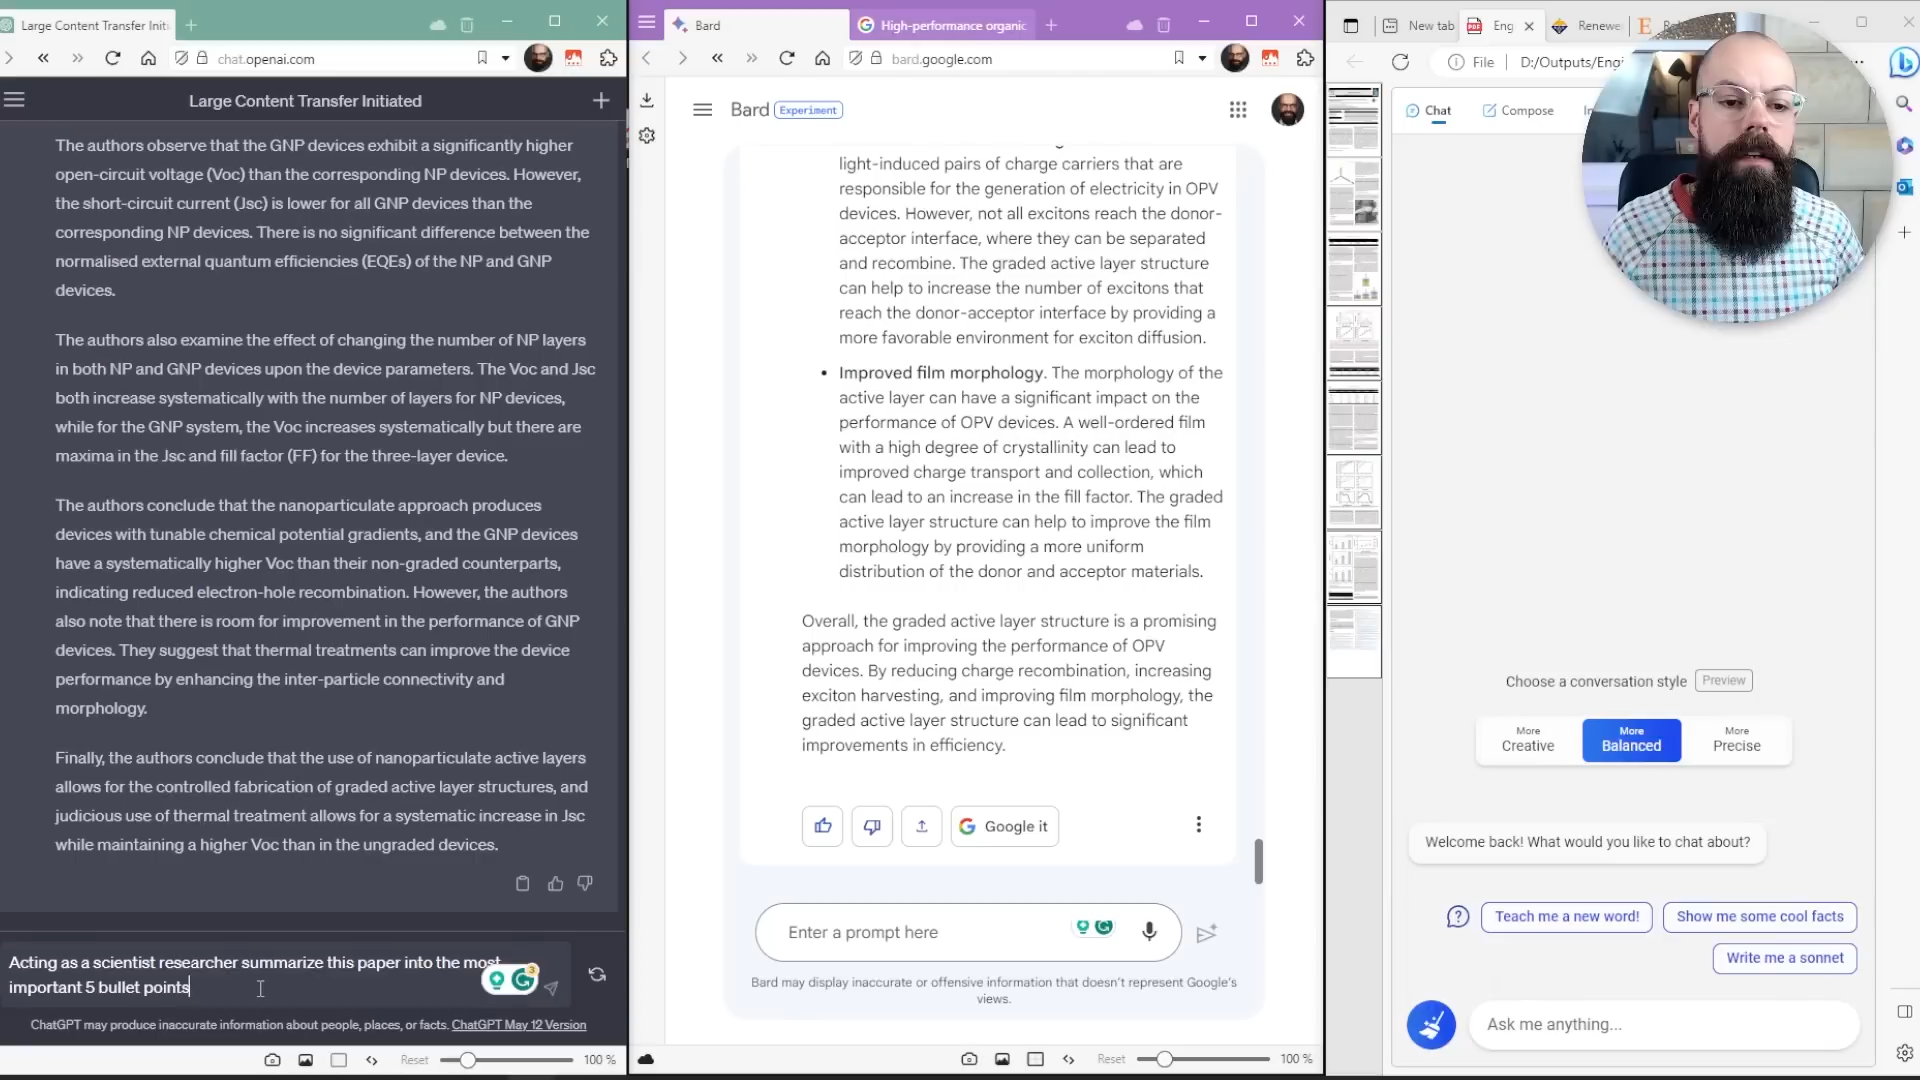 Large Content Transfer Initi
chat.openai.com
Large Content Transfer Initiated
The authors observe that the GNP devices exhibit a significantly higher
open-circuit voltage (Voc) than the corresponding NP devices. However,
the short-circuit current (Jsc) is lower for all GNP devices than the
corresponding NP devices. There is no significant difference between the
normalised external quantum efficiencies (EQEs) of the NP and GNP
devices.
The authors also examine the effect of changing the number of NP layers
in both NP and GNP devices upon the device parameters. The Voc and Jsc
both increase systematically with the number of layers for NP devices,
while for the GNP system, the Voc increases systematically but there are
maxima in the Jsc and fill factor (FF) for the three-layer device.
The authors conclude that the nanoparticulate approach produces
devices with tunable chemical potential gradients, and the GNP devices
have a systematically higher Voc than their non-graded counterparts,
indicating reduced electron-hole recombination. However, the authors
also note that there is room for improvement in the performance of GNP
devices. They suggest that thermal treatments can improve the device
performance by enhancing the inter-particle connectivity and
morphology.
Finally, the authors conclude that the use of nanoparticulate active layers
allows for the controlled fabrication of graded active layer structures, and
judicious use of thermal treatment allows for a systematic increase in Jsc
while maintaining a higher Voc than in the ungraded devices.
Acting as a scientist researcher summarize this paper into the most
important 5 bullet points
3
ChatGPT may produce inaccurate information about people, places, or facts. ChatGPT May 12 Version
Reset
100 %
Bard
High-performance organic
bard.google.com
Bard Experiment
light-induced pairs of charge carriers that are
responsible for the generation of electricity in OPV
devices. However, not all excitons reach the donor-
acceptor interface, where they can be separated
and recombine. The graded active layer structure
can help to increase the number of excitons that
reach the donor-acceptor interface by providing a
more favorable environment for exciton diffusion.
• Improved film morphology. The morphology of the
active layer can have a significant impact on the
performance of OPV devices. A well-ordered film
with a high degree of crystallinity can lead to
improved charge transport and collection, which
can lead to an increase in the fill factor. The graded
active layer structure can help to improve the film
morphology by providing a more uniform
distribution of the donor and acceptor materials.
Overall, the graded active layer structure is a promising
approach for improving the performance of OPV
devices. By reducing charge recombination, increasing
exciton harvesting, and improving film morphology, the
graded active layer structure can lead to significant
improvements in efficiency.
Google it
Enter a prompt here
Bard may display inaccurate or offensive information that doesn't represent Google's
views.
Reset
100 %
New tab
Eng
Renewe
File
D:/Outputs/Engi
Chat
Compose
In
Choose a conversation style Preview
More
Creative
More
Balanced
More
Precise
Welcome back! What would you like to chat about?
Teach me a new word!
Show me some cool facts
Write me a sonnet
Ask me anything...